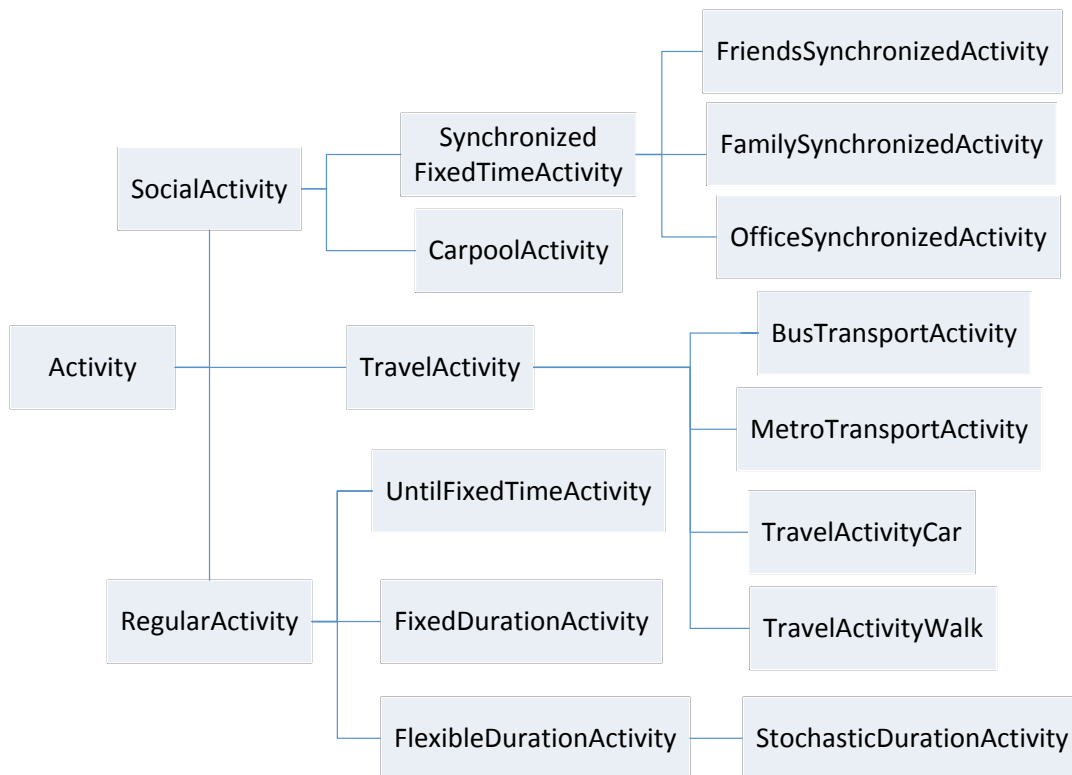 FriendsSynchronizedActivity
Synchronized
FixedTimeActivity
FamilySynchronizedActivity
SocialActivity
OfficeSynchronizedActivity
CarpoolActivity
BusTransportActivity
Activity
TravelActivity
MetroTransportActivity
UntilFixedTimeActivity
TravelActivityCar
RegularActivity
FixedDurationActivity
TravelActivityWalk
FlexibleDurationActivity
StochasticDurationActivity